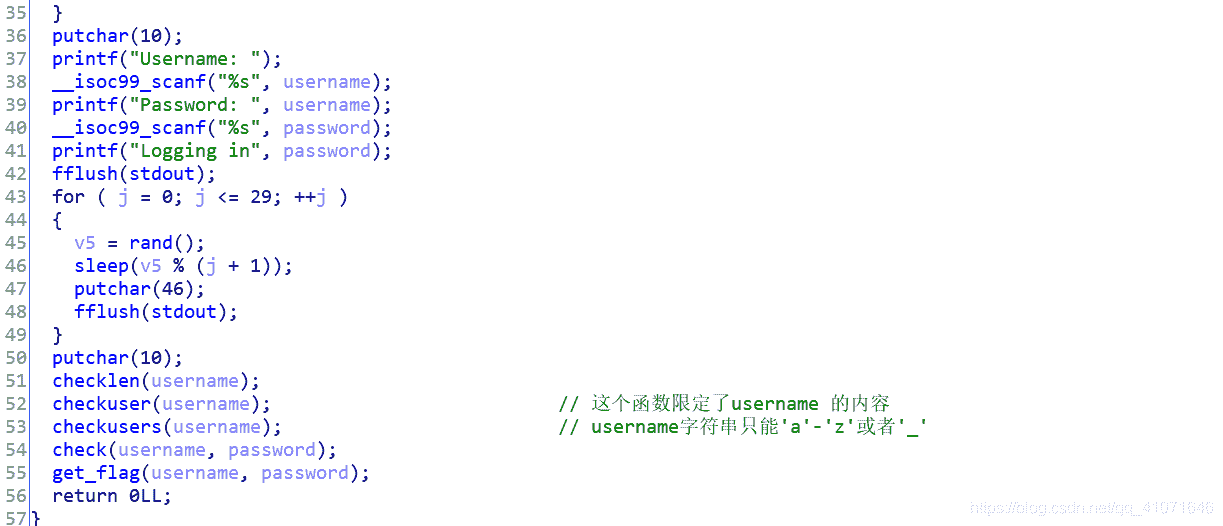 35 }
36 putchar(10);
37 printf("Username: ");
38 __isoc99_scanf("%s", username);
39 printf("Password: ", username);
40 __isoc99_scanf("%s", password);
41 printf("Logging in", password);
42 fflush(stdout);
43 for ( j = 0; j <= 29; ++j )
44 {
45 v5 = rand();
46 sleep(v5 % (j + 1));
47 putchar(46);
48 fflush(stdout);
49 }
50 putchar(10);
51 checklen(username);
52 checkuser(username); // 这个函数限定了username 的内容
53 checkusers(username); // username字符串只能'a'-'z'或者'_'
54 check(username, password);
55 get_flag(username, password);
56 return 0LL;
57 }
https://blog.csdn.net/qq_41071646